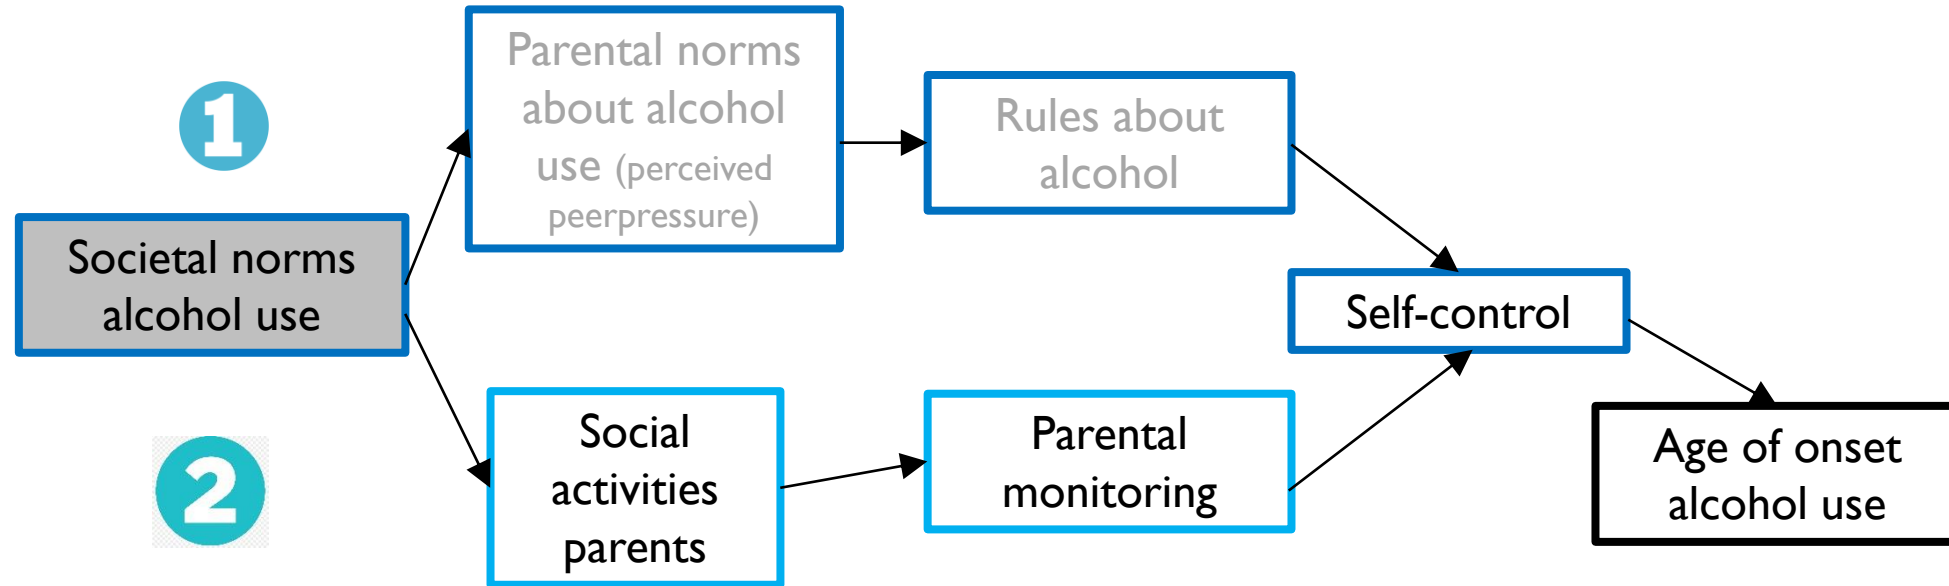 1
Parental norms
about alcohol
use (perceived
peerpressure)
Rules about
alcohol
Societal norms
alcohol use
Self-control
2
Social
activities
parents
Parental
monitoring
Age of onset
alcohol use